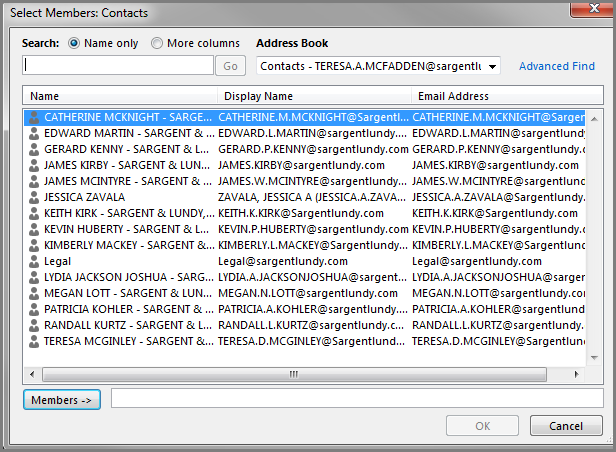 Select Members: Contacts
Search: Name only More columns Address Book
Go Contacts - TERESA.A.MCFADDEN@sargentlu Advanced Find
Name Display Name Email Address
CATHERINE MCKNIGHT - SARGE... CATHERINE.M.MCKNIGHT@Sargentl... CATHERINE.M.MCKNIGHT@Sargen
EDWARD MARTIN - SARGENT & ... EDWARD.L.MARTIN@sargentlundy.... EDWARD.L.MARTIN@sargentlundy.
GERARD KENNY - SARGENT & L... GERARD.P.KENNY@sargentlundy.com GERARD.P.KENNY@sargentlundy.c
JAMES KIRBY - SARGENT & LUN... JAMES.KIRBY@sargentlundy.com JAMES.KIRBY@sargentlundy.com
JAMES MCINTYRE - SARGENT & ... JAMES.W.MCINTYRE@sargentlundy... JAMES.W.MCINTYRE@sargentlundy
JESSICA ZAVALA ZAVALA, JESSICA A (JESSICA.A.ZAVA... JESSICA.A.ZAVALA@sargentlundy.c
KEITH KIRK - SARGENT & LUNDY,... KEITH.K.KIRK@Sargentlundy.com KEITH.K.KIRK@Sargentlundy.com
KEVIN HUBERTY - SARGENT & L... KEVIN.P.HUBERTY@sargentlundy.c... KEVIN.P.HUBERTY@sargentlundy.c
KIMBERLY MACKEY - SARGENT ... KIMBERLY.L.MACKEY@Sargentlund... KIMBERLY.L.MACKEY@Sargentlund
Legal Legal@sargentlundy.com Legal@sargentlundy.com
LYDIA JACKSON JOSHUA - SARG... LYDIA.A.JACKSONJOSHUA@sargent... LYDIA.A.JACKSONJOSHUA@sargen
MEGAN LOTT - SARGENT & LUN... MEGAN.N.LOTT@sargentlundy.com MEGAN.N.LOTT@sargentlundy.com
PATRICIA KOHLER - SARGENT & ... PATRICIA.A.KOHLER@sargentlundy.... PATRICIA.A.KOHLER@sargentlundy
RANDALL KURTZ - SARGENT & L... RANDALL.L.KURTZ@sargentlundy.c... RANDALL.L.KURTZ@sargentlundy.c
TERESA MCGINLEY - SARGENT & ... TERESA.D.MCGINLEY@Sargentlund... TERESA.D.MCGINLEY@Sargentlund
Members ->
OK Cancel